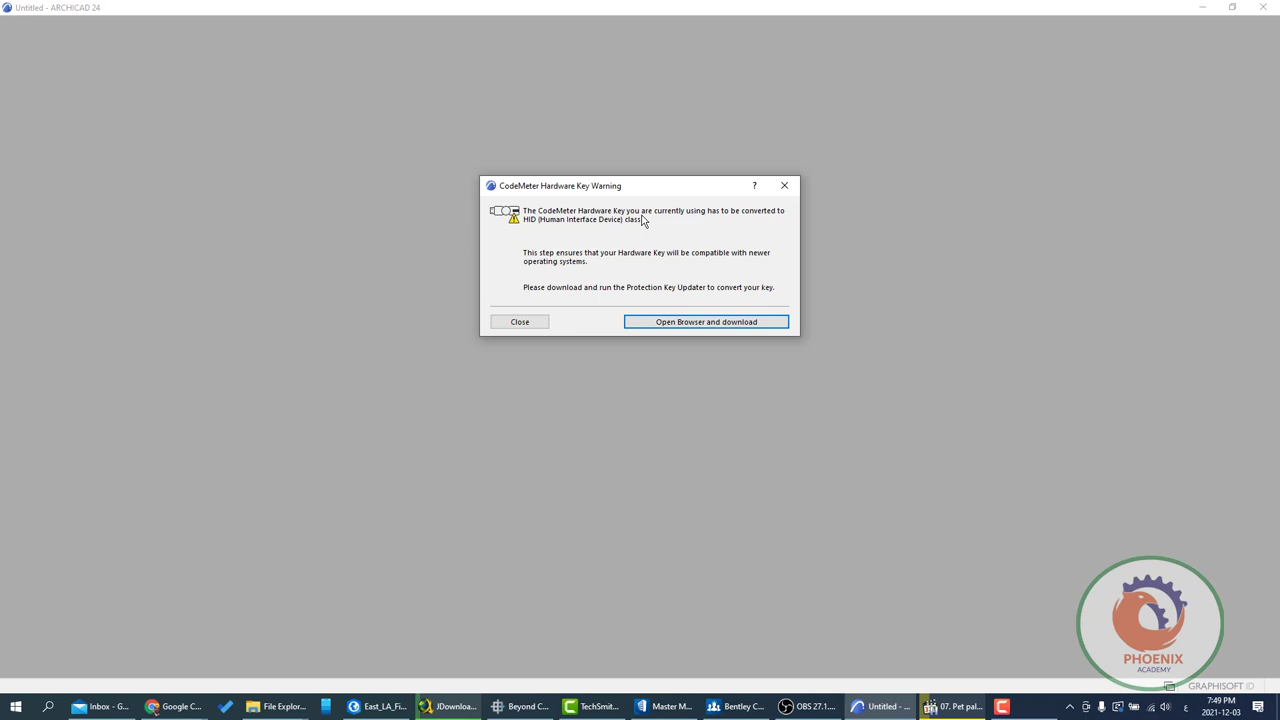 Untitled - ARCHICAD 24
CodeMeter Hardware Key Warning
?
The CodeMeter Hardware Key you are currently using has to be converted to
HID (Human Interface Device) class
This step ensures that your Hardware Key will be compatible with newer
operating systems.
Please download and run the Protection Key Updater to convert your key.
Close
Open Browser and download
PHOENIX
ACADEMY
GRAPHISOFT ID
Inbox - G...
Google C...
File Explor...
East_LA_Fi...
JDownloa...
Beyond C...
TechSmit...
Master M...
Bentley C...
OBS 27.1...
Untitled - ...
07. Pet pal...
ع
7:49 PM
2021-12-03